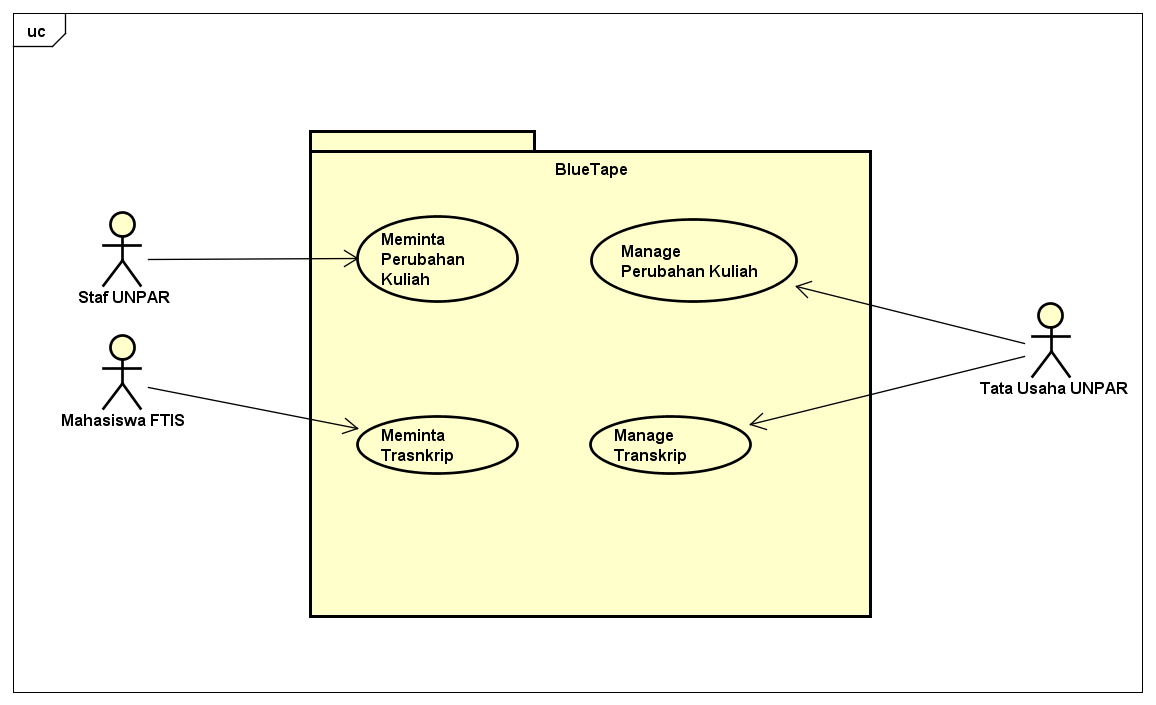 uc
BlueTape
Meminta
Perubahan
Kuliah
Manage
Perubahan Kuliah
Staf UNPAR
Mahasiswa FTIS
Tata Usaha UNPAR
Meminta
Trasnkrip
Manage
Transkrip